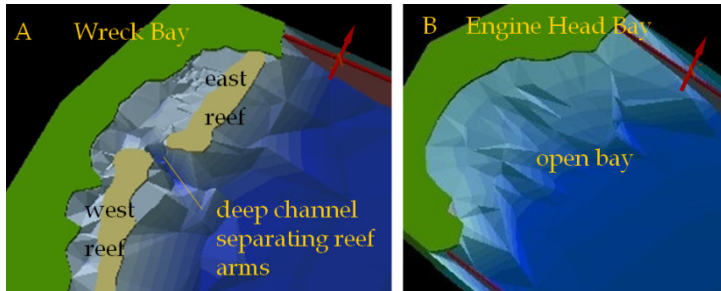 A
Wreck Bay
east
reef
west
reef
deep channel
separating reef
arms
B
Engine Head Bay
open bay